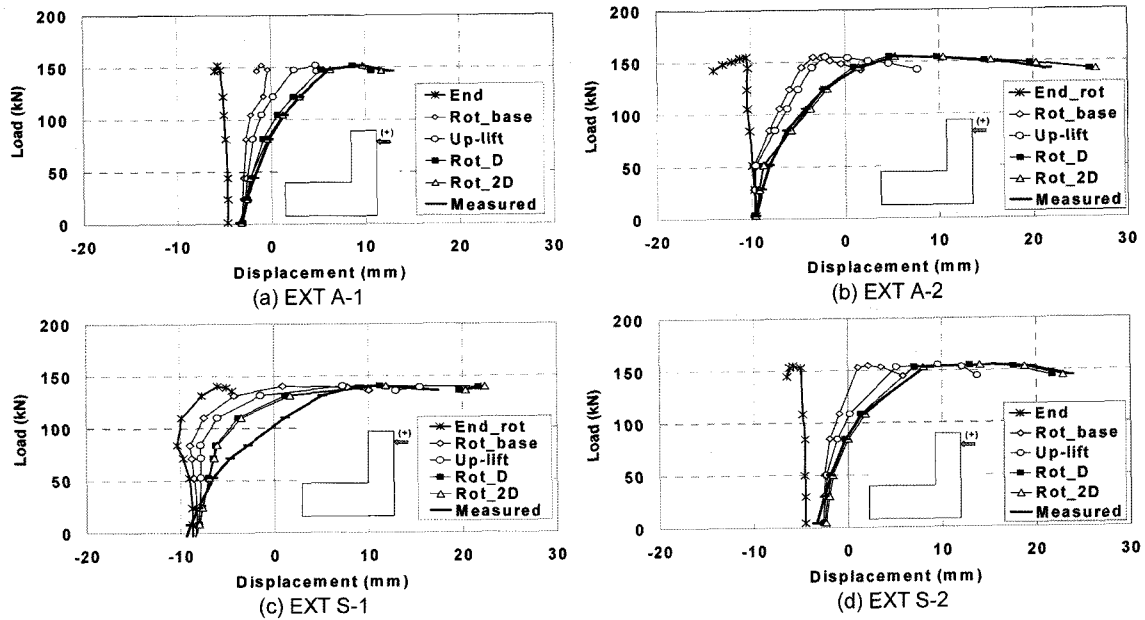 200
150
100
50
0
Load (kN)
-20
-10
0
10
20
30
Displacement (mm)
(+)
End
Rot_base
Up-lift
Rot_D
Rot_2D
Measured
(a) EXT A-1
200
150
100
50
0
Load (kN)
-20
-10
0
10
20
30
Displacement (mm)
(+)
End_rot
Rot_base
Up-lift
Rot_D
Rot_2D
Measured
(b) EXT A-2
200
150
100
50
0
Load (kN)
-20
-10
0
10
20
30
Displacement (mm)
(+)
End_rot
Rot_base
Up-lift
Rot_D
Rot_2D
Measured
(c) EXT S-1
200
150
100
50
0
Load (kN)
-20
-10
0
10
20
30
Displacement (mm)
(+)
End
Rot_base
Up-lift
Rot_D
Rot_2D
Measured
(d) EXT S-2